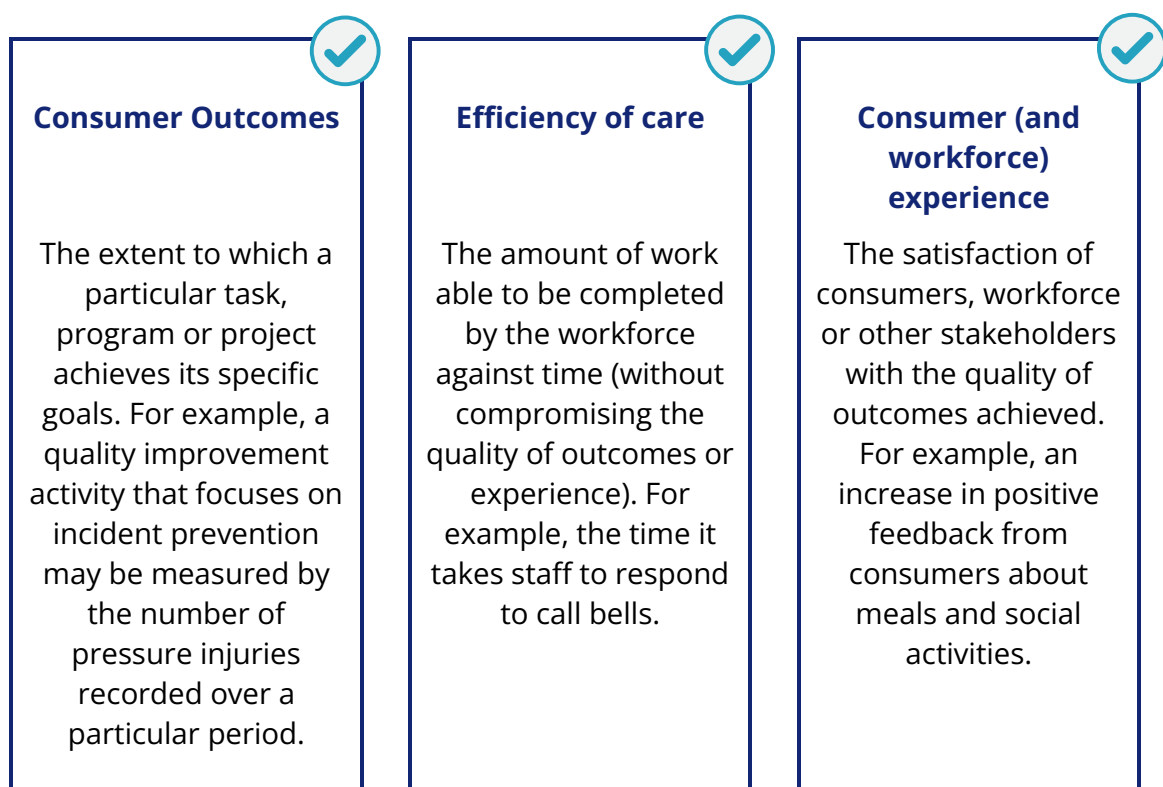 Consumer Outcomes
The extent to which a
particular task,
program or project
achieves its specific
goals. For example, a
quality improvement
activity that focuses on
incident prevention
may be measured by
the number of
pressure injuries
recorded over a
particular period.
Efficiency of care
The amount of work
able to be completed
by the workforce
against time (without
compromising the
quality of outcomes or
experience). For
example, the time it
takes staff to respond
to call bells.
Consumer (and
workforce)
experience
The satisfaction of
consumers, workforce
or other stakeholders
with the quality of
outcomes achieved.
For example, an
increase in positive
feedback from
consumers about
meals and social
activities.